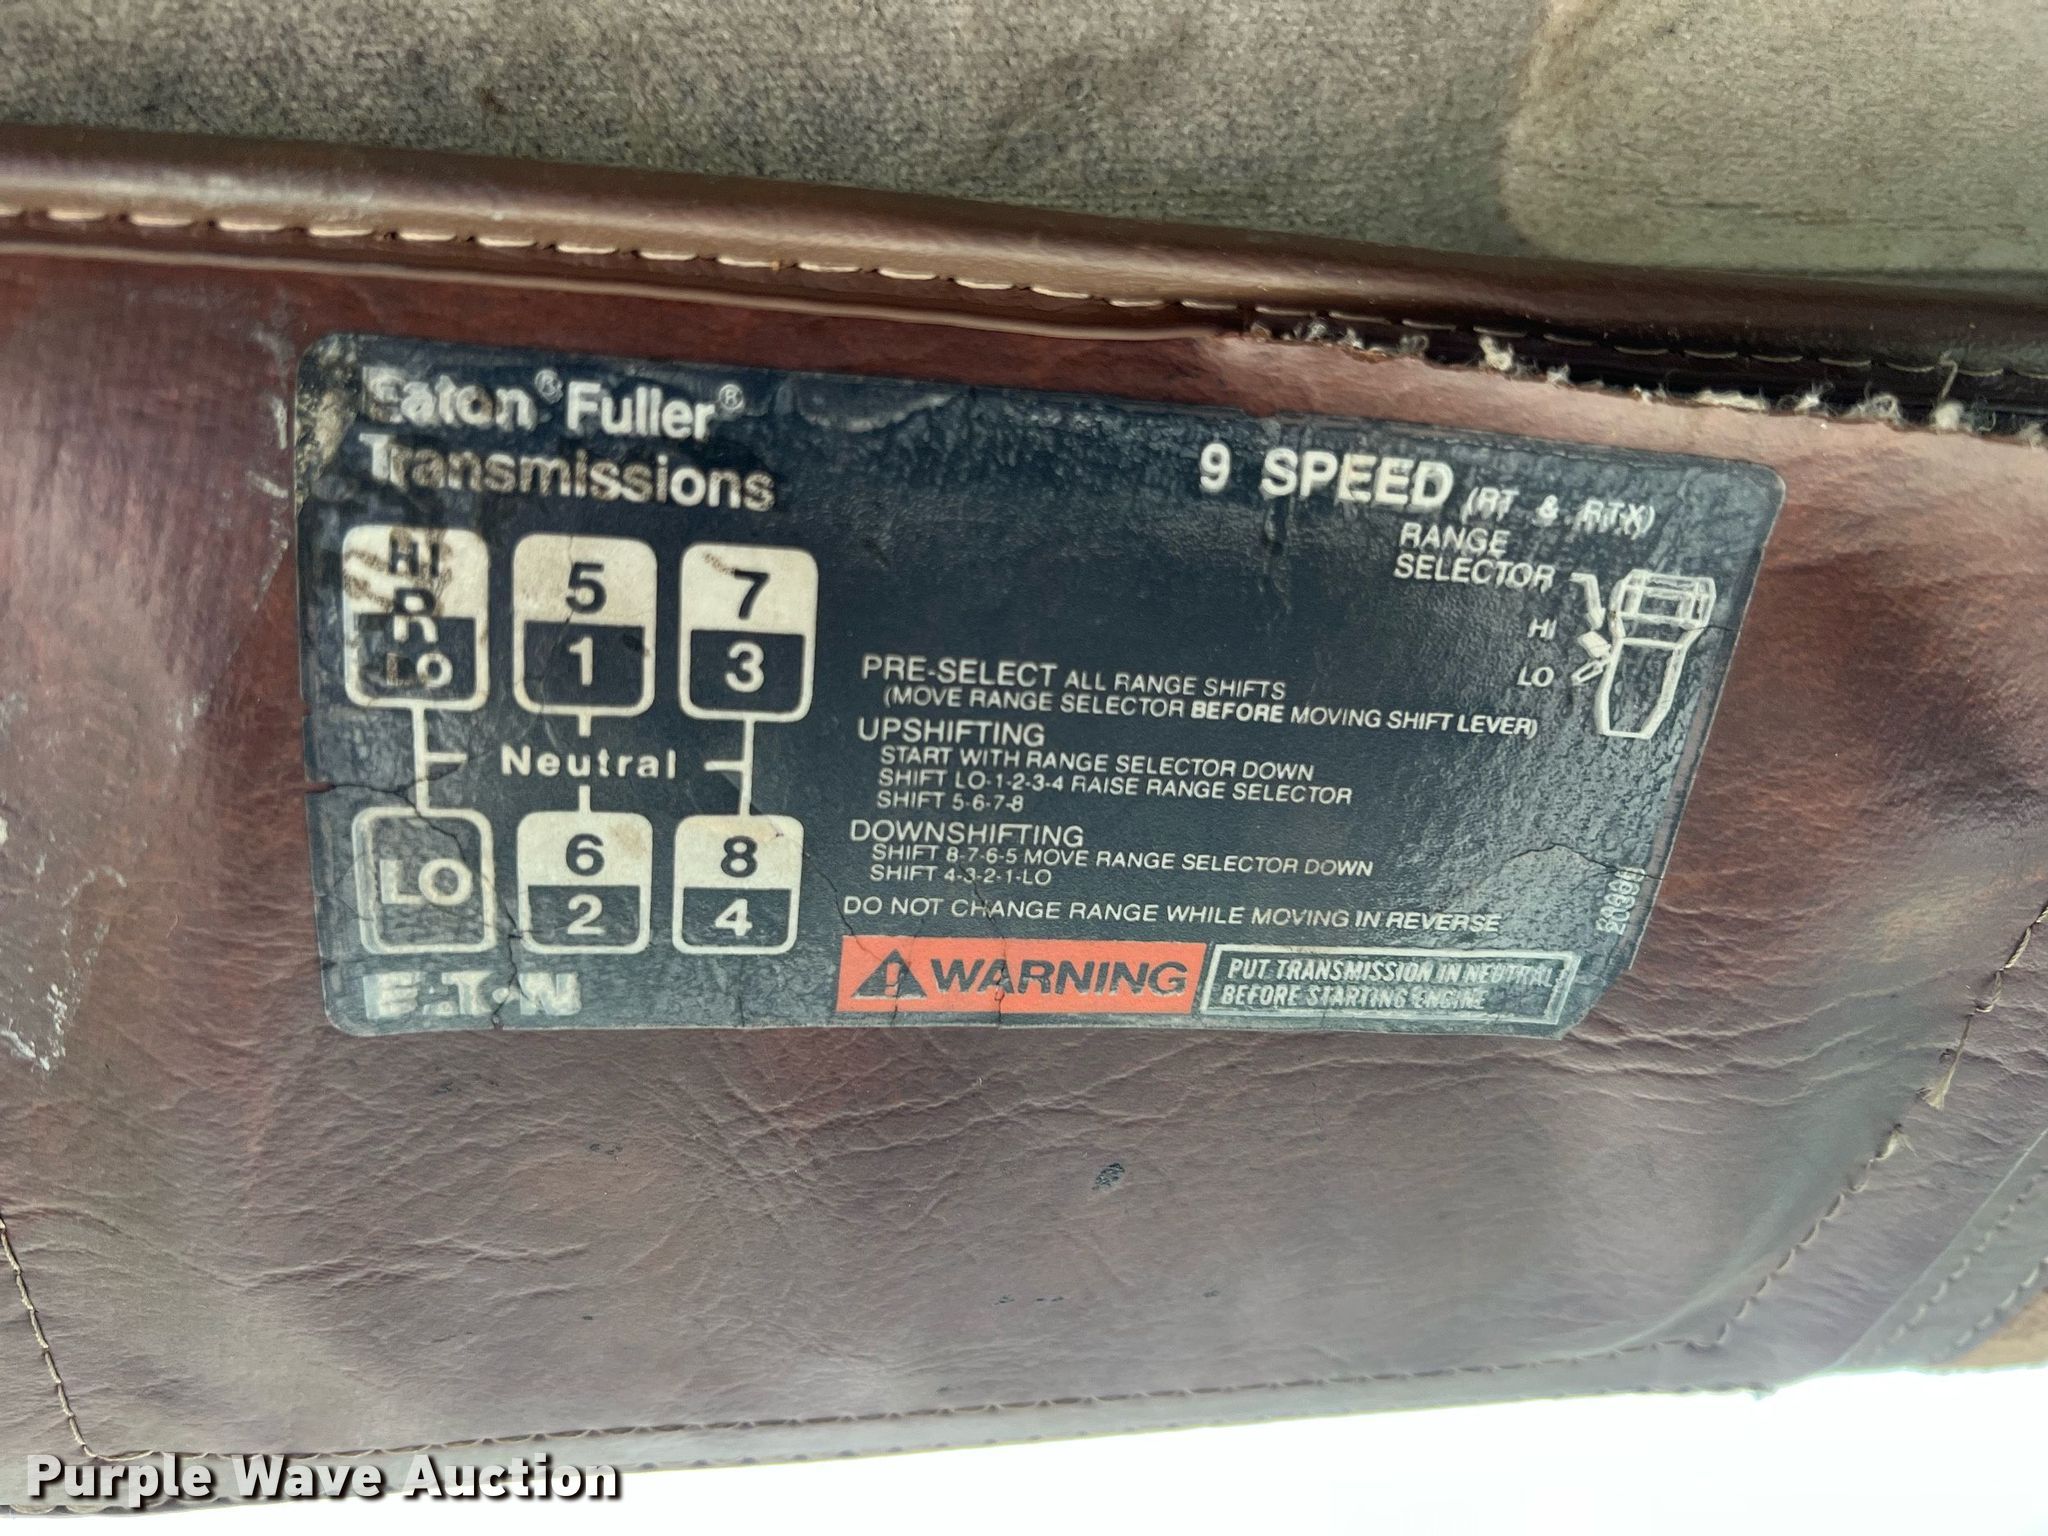 Eaton® Fuller®
Transmissions
9 SPEED (RT & RTX)
RANGE
SELECTOR
HI
LO
HI
R
LO
5
1
7
3
Neutral
LO
6
2
8
4
PRE-SELECT ALL RANGE SHIFTS
(MOVE RANGE SELECTOR BEFORE MOVING SHIFT LEVER)
UPSHIFTING
START WITH RANGE SELECTOR DOWN
SHIFT LO-1-2-3-4 RAISE RANGE SELECTOR
SHIFT 5-6-7-8
DOWNSHIFTING
SHIFT 8-7-6-5 MOVE RANGE SELECTOR DOWN
SHIFT 4-3-2-1-LO
DO NOT CHANGE RANGE WHILE MOVING IN REVERSE
WARNING
PUT TRANSMISSION IN NEUTRAL
BEFORE STARTING ENGINE
EATON
Purple Wave Auction